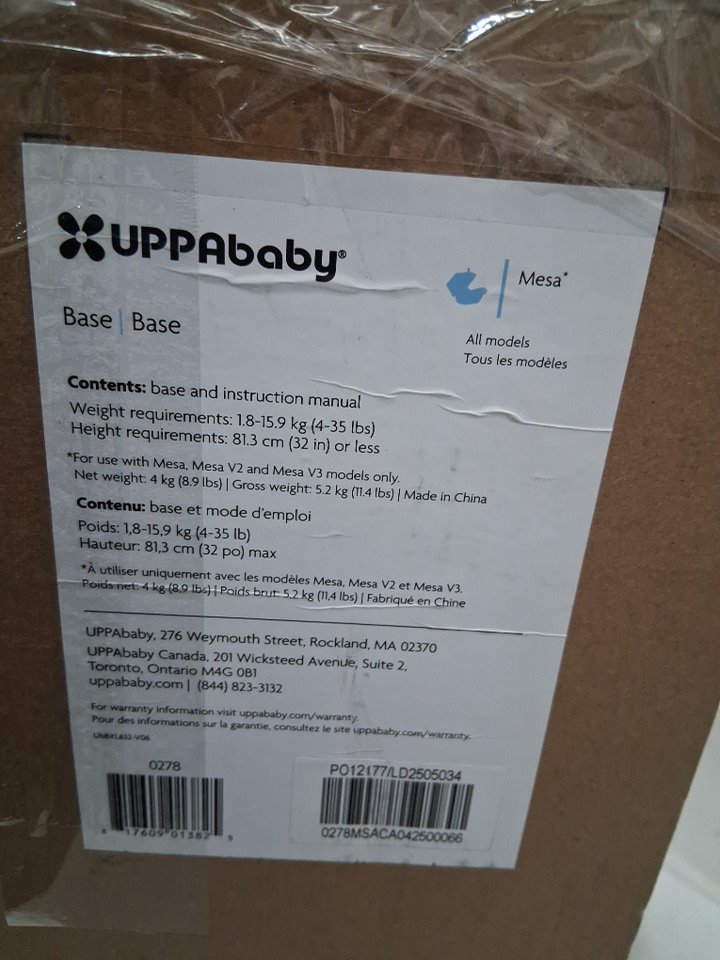 UPPAbaby®
Mesa*
Base | Base
All models
Tous les modèles
Contents: base and instruction manual
Weight requirements: 1.8-15.9 kg (4-35 lbs)
Height requirements: 81.3 cm (32 in) or less
*For use with Mesa, Mesa V2 and Mesa V3 models only.
Net weight: 4 kg (8.9 lbs) | Gross weight: 5.2 kg (11.4 lbs) | Made in China
Contenu: base et mode d'emploi
Poids: 1,8-15,9 kg (4-35 lb)
Hauteur: 81,3 cm (32 po) max
*À utiliser uniquement avec les modèles Mesa, Mesa V2 et Mesa V3.
Poids net: 4 kg (8.9 lbs) | Poids brut: 5.2 kg (11,4 lbs) | Fabriqué en Chine
UPPAbaby, 276 Weymouth Street, Rockland, MA 02370
UPPAbaby Canada, 201 Wicksteed Avenue, Suite 2,
Toronto, Ontario M4G 0B1
uppababy.com | (844) 823-3132
For warranty information visit uppababy.com/warranty.
Pour des informations sur la garantie, consultez le site uppababy.com/warranty.
0278
8 17609 01382 5
PO12177/LD2505034
0278MSACA042500066